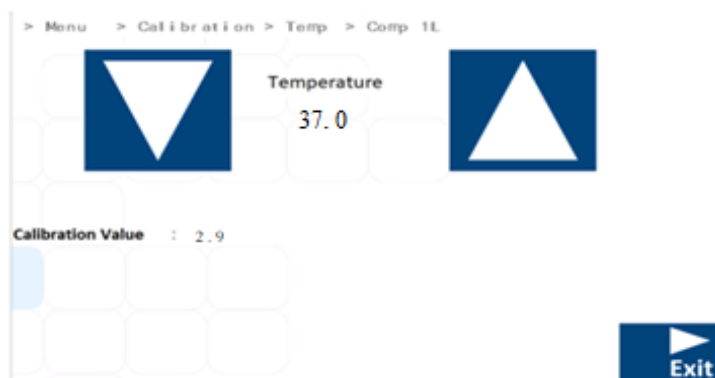 > Menu > Calibration > Temp > Comp 1L
Temperature
37.0
Calibration Value : 2.9
Exit